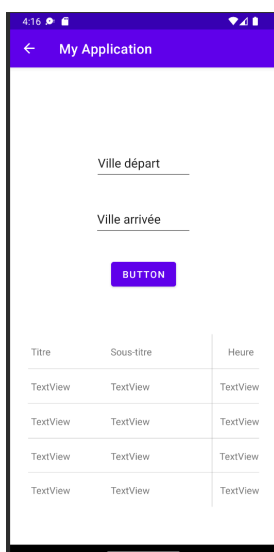 4:16
My Application
Ville départ
Ville arrivée
BUTTON
Titre Sous-titre Heure
TextView TextView TextView
TextView TextView TextView
TextView TextView TextView
TextView TextView TextView